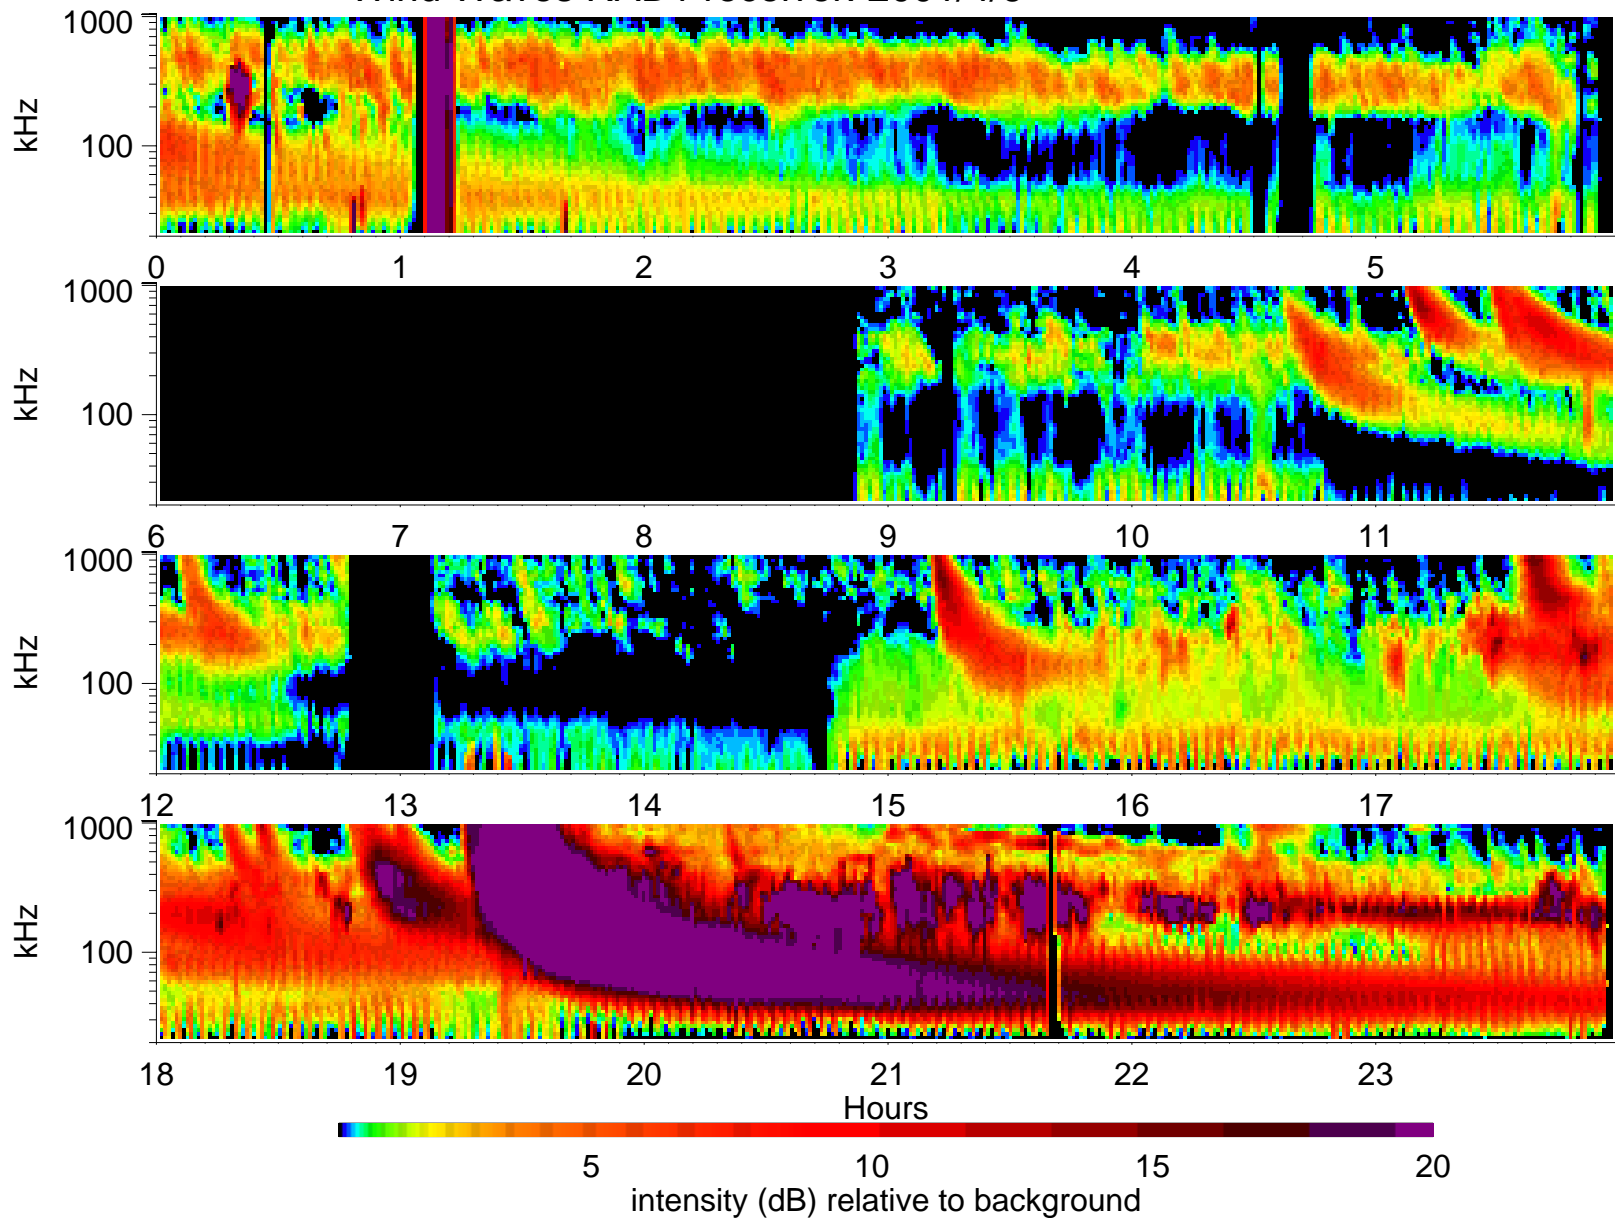 kHz 1000 100
0 1 2 3 4 5
kHz 1000 100
6 7 8 9 10 11
kHz 1000 100
12 13 14 15 16 17
kHz 1000 100
18 19 20 21 22 23
Hours
5 10 15 20
intensity (dB) relative to background